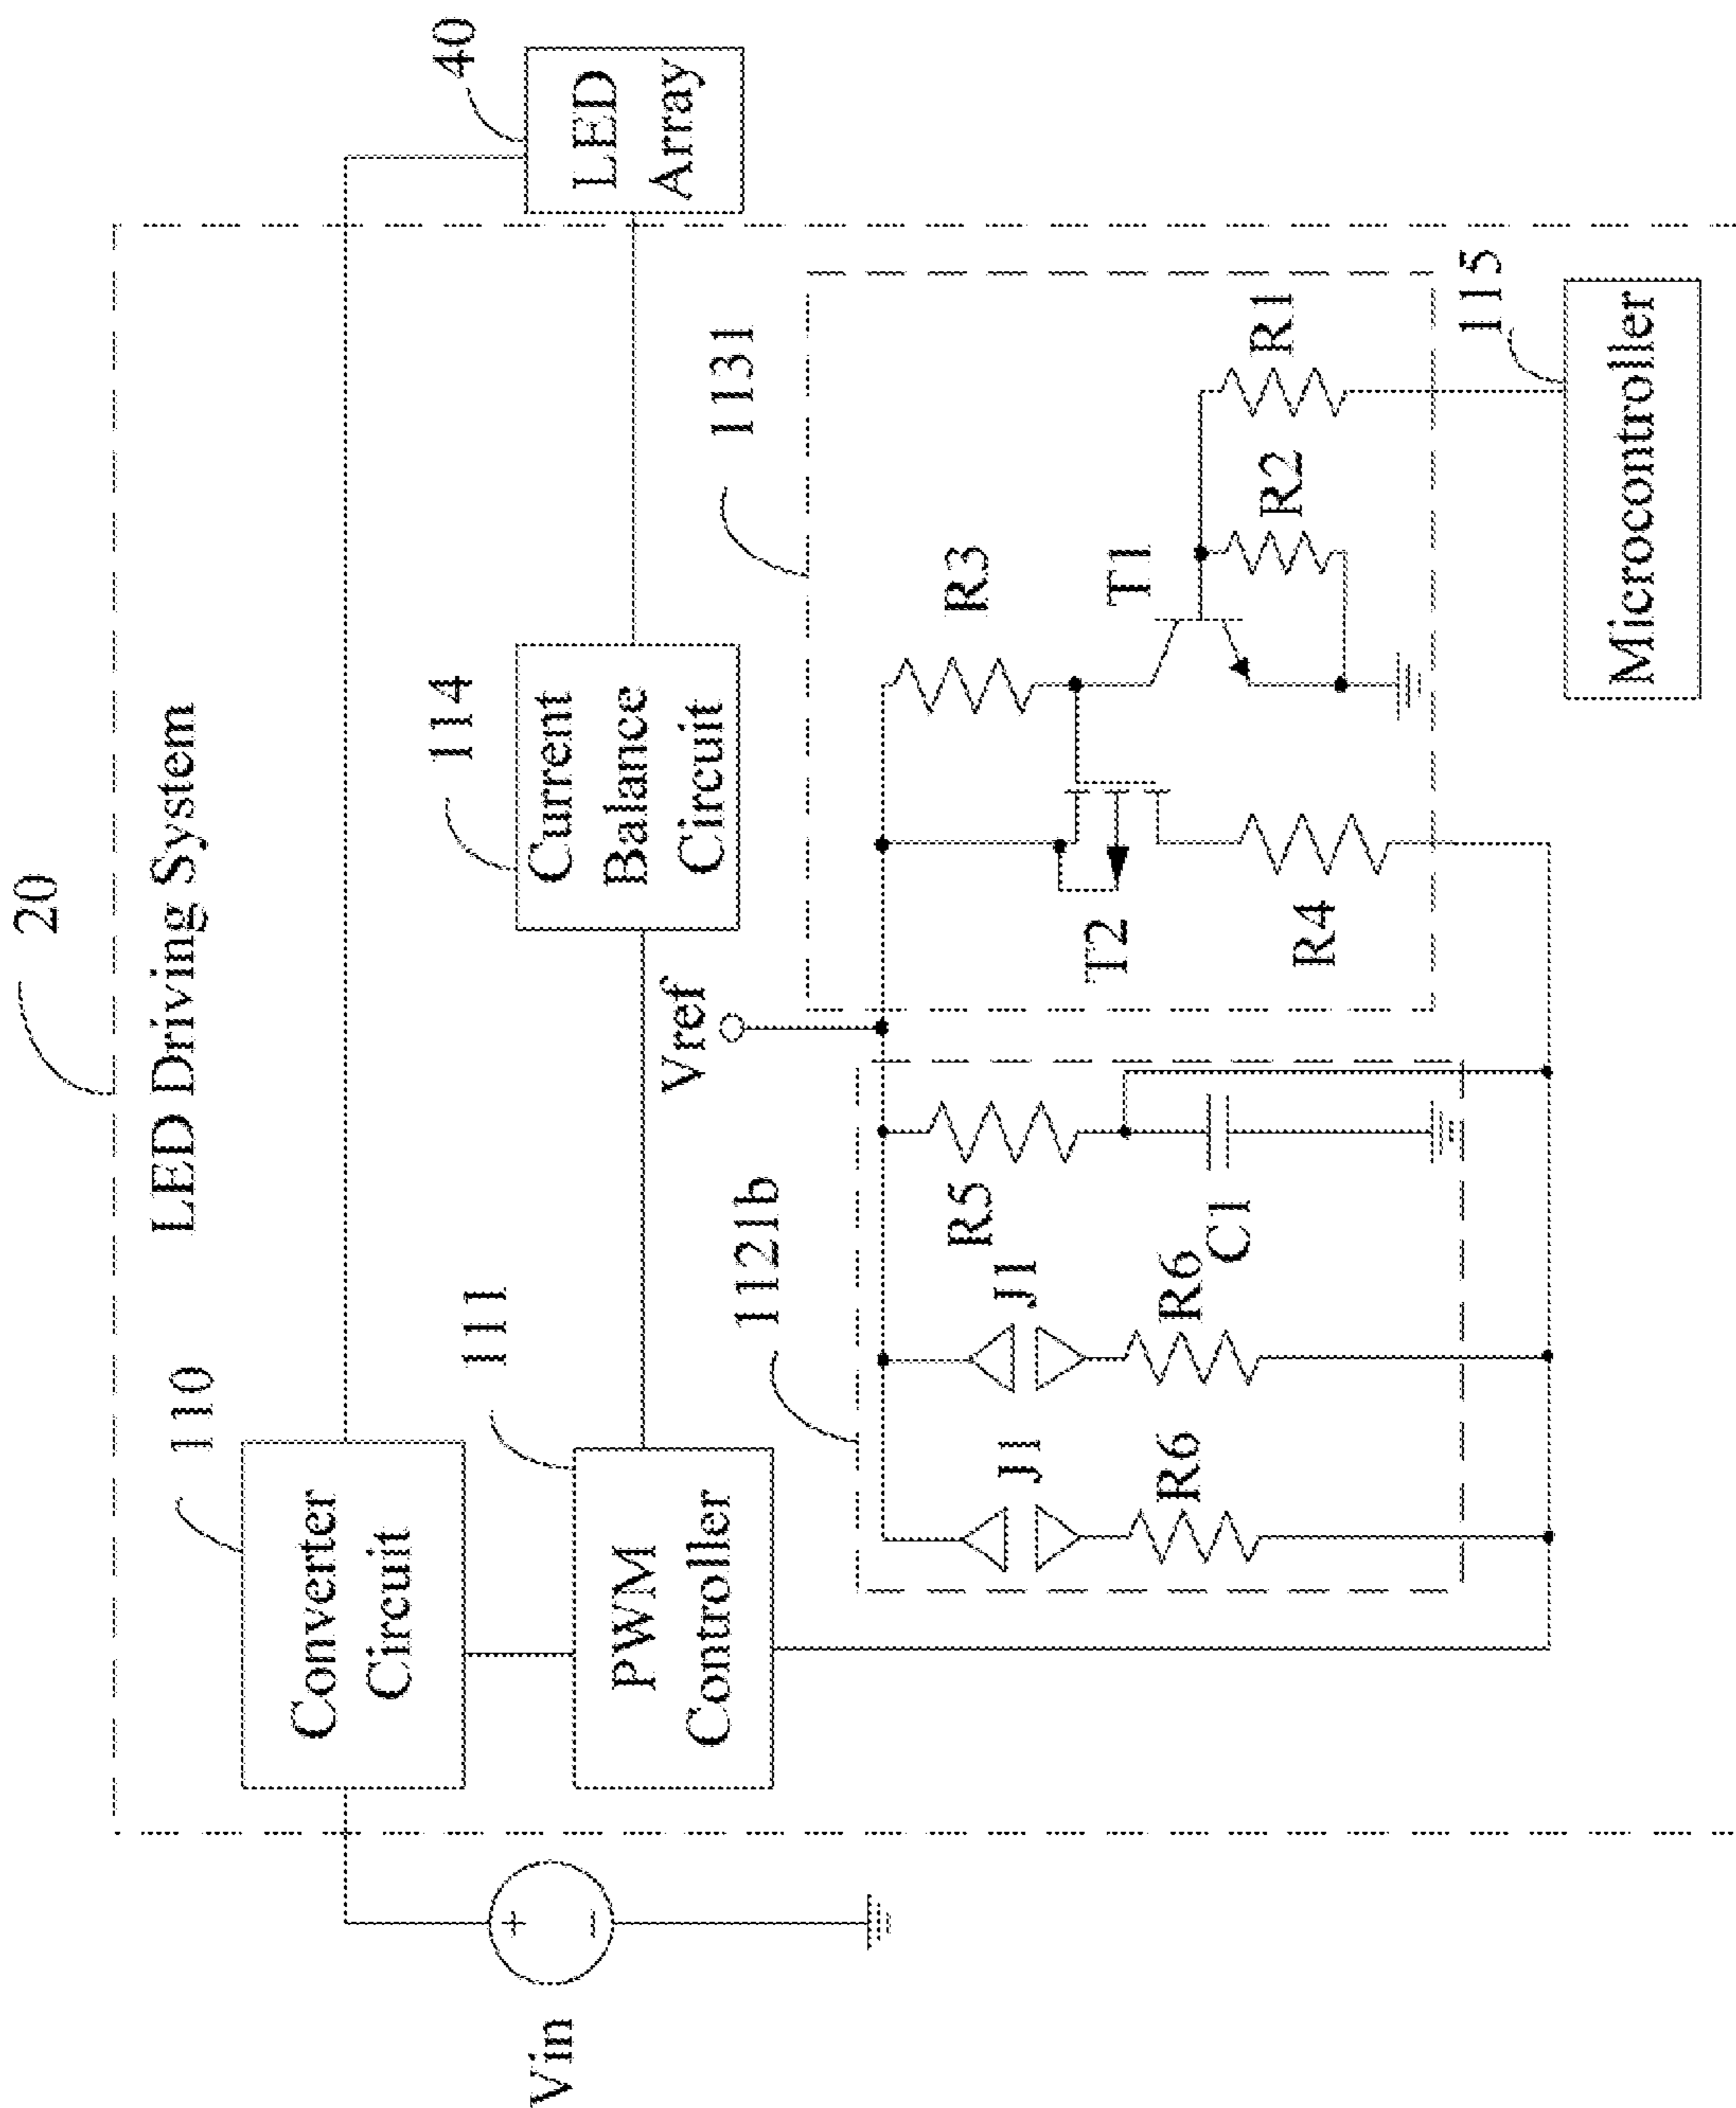 20
LED Driving System
110
Converter
Circuit
111
PWM
Controller
114
Current
Balance
Circuit
40
LED
Array
Vin
+
−
Vref
1121b
1131
J1
J1
R5
R6
R6
C1
R3
T2
T1
R4
R2
R1
115
Microcontroller